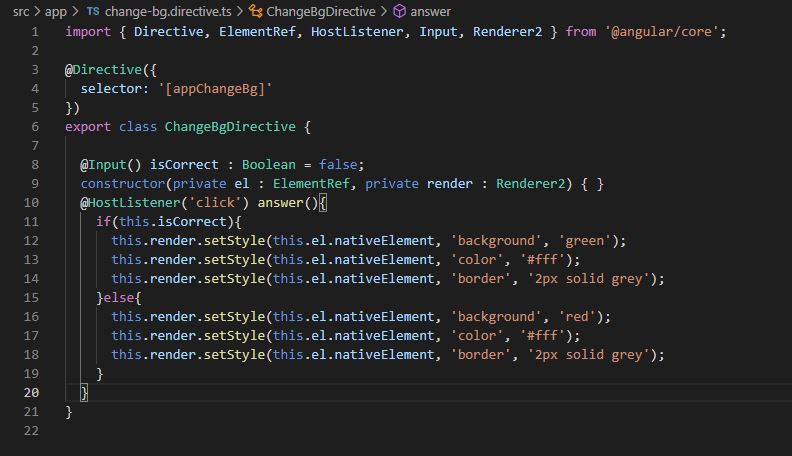 src > app > TS change-bg.directive.ts > ChangeBgDirective > answer
1 import { Directive, ElementRef, HostListener, Input, Renderer2 } from '@angular/core';
2
3 @Directive({
4   selector: '[appChangeBg]'
5 })
6 export class ChangeBgDirective {
7
8   @Input() isCorrect : Boolean = false;
9   constructor(private el : ElementRef, private render : Renderer2) { }
10   @HostListener('click') answer(){
11     if(this.isCorrect){
12       this.render.setStyle(this.el.nativeElement, 'background', 'green');
13       this.render.setStyle(this.el.nativeElement, 'color', '#fff');
14       this.render.setStyle(this.el.nativeElement, 'border', '2px solid grey');
15     }else{
16       this.render.setStyle(this.el.nativeElement, 'background', 'red');
17       this.render.setStyle(this.el.nativeElement, 'color', '#fff');
18       this.render.setStyle(this.el.nativeElement, 'border', '2px solid grey');
19     }
20   }
21 }
22